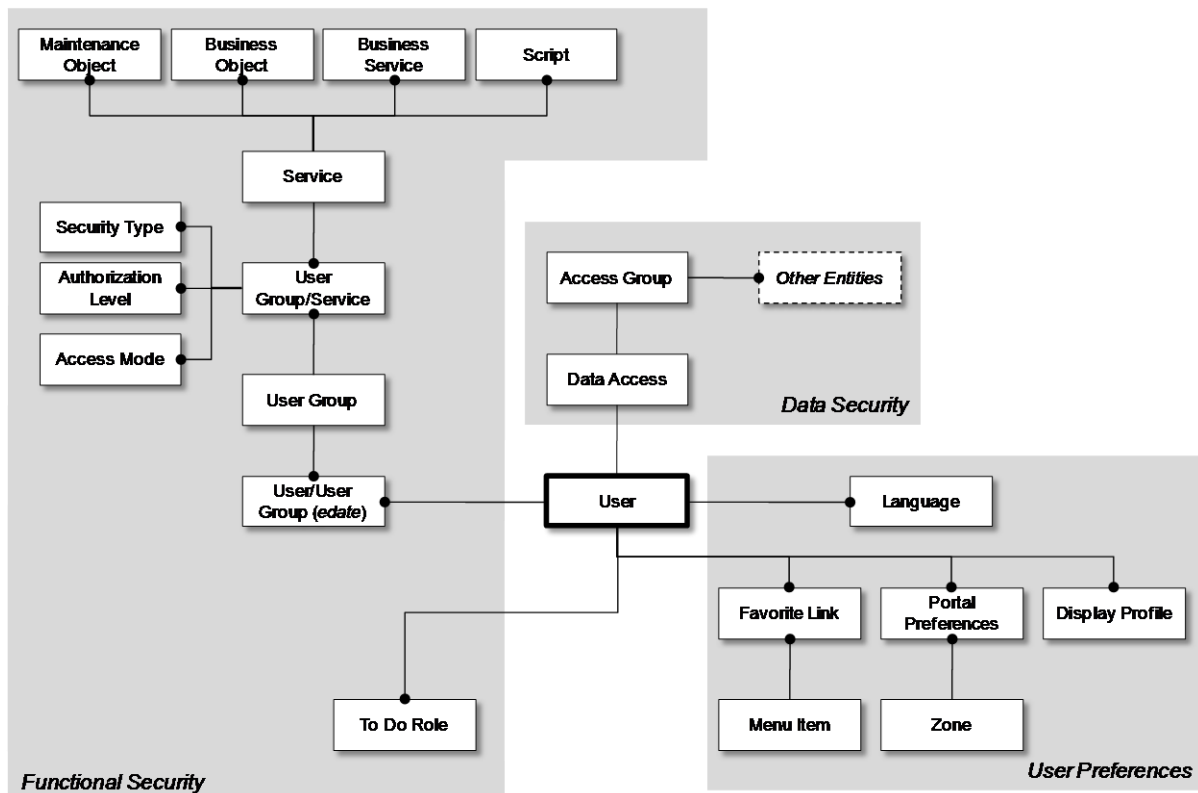 Maintenance
Object
Business
Object
Business
Service
Script
Service
Security Type
Authorization
Level
Access Mode
User
Group/Service
User Group
User/User
Group (edate)
To Do Role
Functional Security
Access Group
Other Entities
Data Access
Data Security
User
Language
Favorite Link
Portal
Preferences
Display Profile
Menu Item
Zone
User Preferences